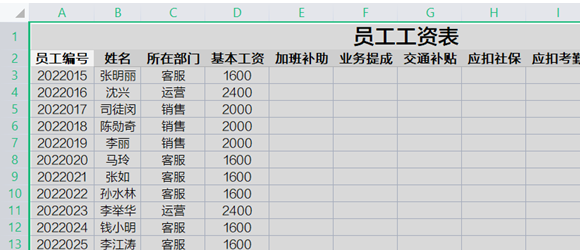 A B C D E F G H I
1 员工工资表
2 员工编号 姓名 所在部门 基本工资 加班补助 业务提成 交通补贴 应扣社保 应扣考勤
3 2022015 张明丽 客服 1600
4 2022016 沈兴 运营 2400
5 2022017 司徒闵 销售 2000
6 2022018 陈勋奇 销售 2000
7 2022019 李丽 销售 2000
8 2022020 马玲 客服 1600
9 2022021 张如 客服 1600
10 2022022 孙水林 客服 1600
11 2022023 李举华 运营 2400
12 2022024 钱小明 客服 1600
13 2022025 李江涛 客服 1600